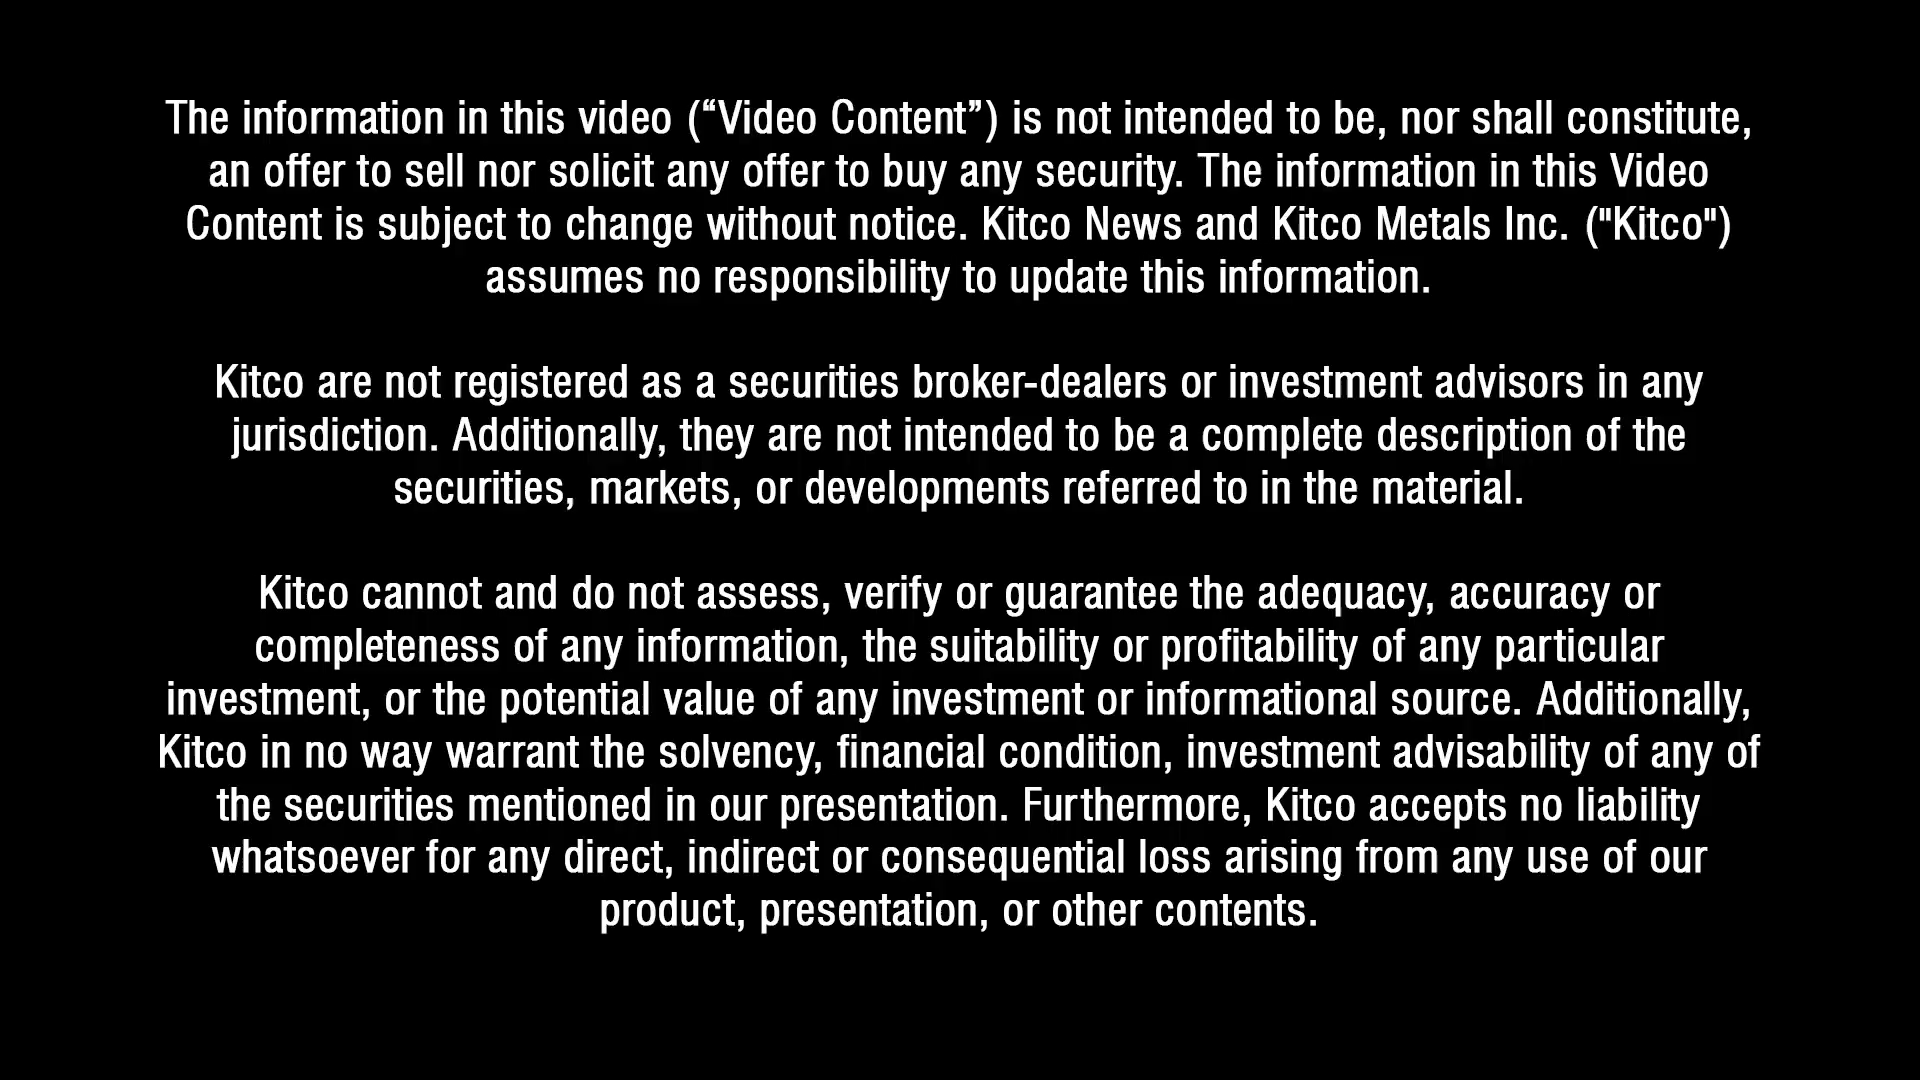 The information in this video (“Video Content”) is not intended to be, nor shall constitute,
an offer to sell nor solicit any offer to buy any security. The information in this Video
Content is subject to change without notice. Kitco News and Kitco Metals Inc. ("Kitco")
assumes no responsibility to update this information.
Kitco are not registered as a securities broker-dealers or investment advisors in any
jurisdiction. Additionally, they are not intended to be a complete description of the
securities, markets, or developments referred to in the material.
Kitco cannot and do not assess, verify or guarantee the adequacy, accuracy or
completeness of any information, the suitability or profitability of any particular
investment, or the potential value of any investment or informational source. Additionally,
Kitco in no way warrant the solvency, financial condition, investment advisability of any of
the securities mentioned in our presentation. Furthermore, Kitco accepts no liability
whatsoever for any direct, indirect or consequential loss arising from any use of our
product, presentation, or other contents.